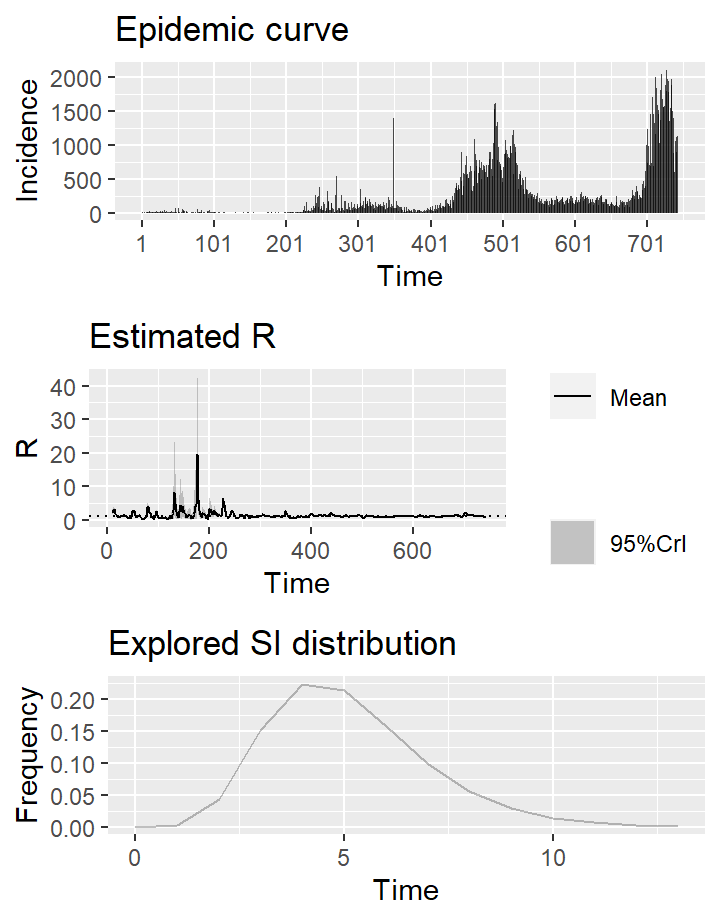 Epidemic curve
2000
1500
1000
500
0
Incidence
1 101 201 301 401 501 601 701
Time
Estimated R
40
30
20
10
0
R
0 200 400 600
Time
Mean
95%CrI
Explored SI distribution
0.20
0.15
0.10
0.05
0.00
Frequency
0 5 10
Time